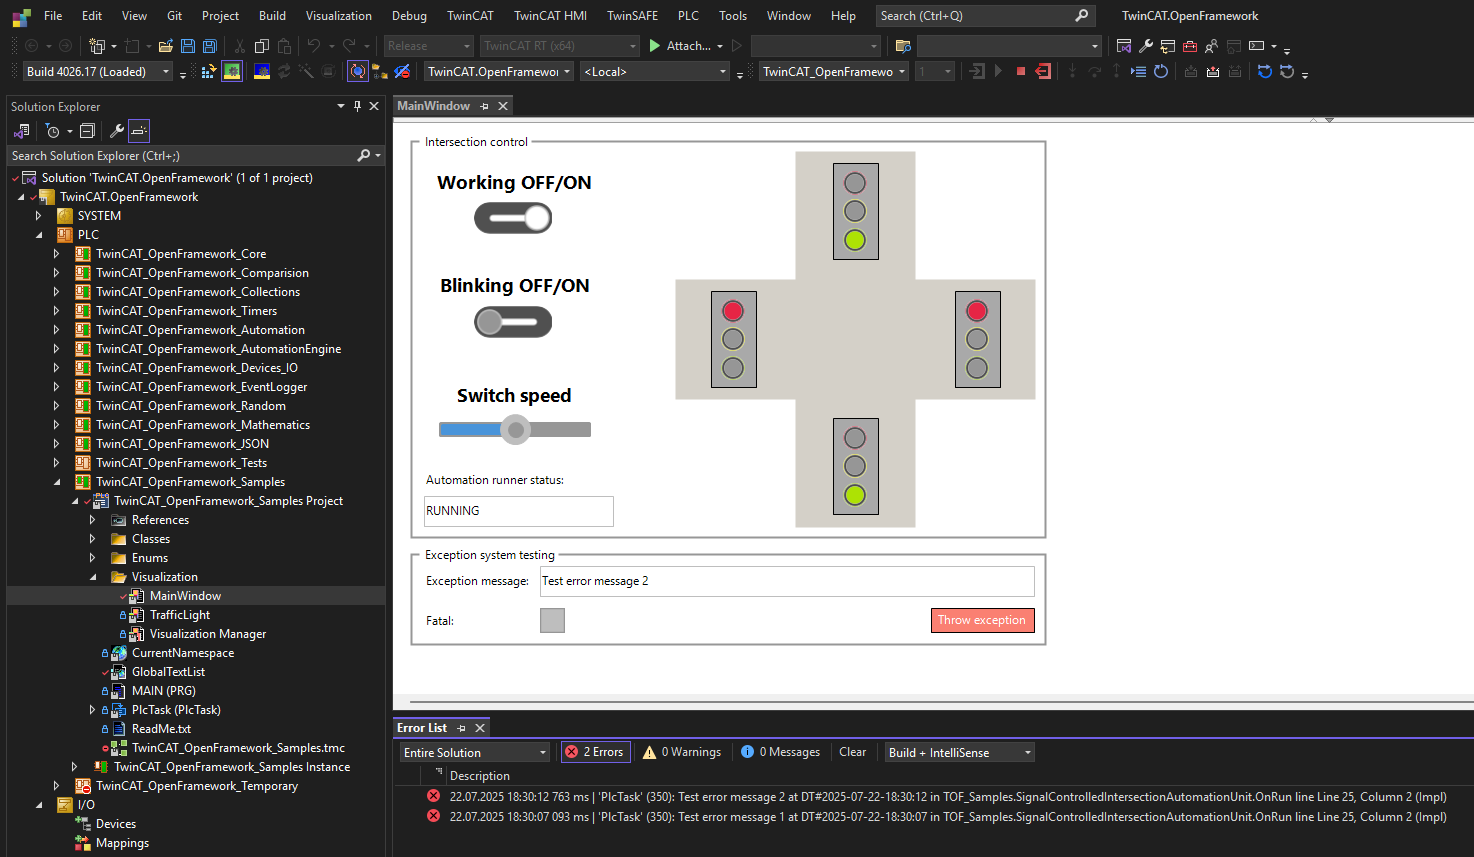 File Edit View Git Project Build Visualization Debug TwinCAT TwinCAT HMI TwinSAFE PLC Tools Window Help Search (Ctrl+Q) TwinCAT.OpenFramework
Release TwinCAT RT (x64) Attach...
Build 4026.17 (Loaded) TwinCAT.OpenFramewor <Local> TwinCAT_OpenFramewo 1
Solution Explorer
Search Solution Explorer (Ctrl+;)
Solution 'TwinCAT.OpenFramework' (1 of 1 project)
TwinCAT.OpenFramework
SYSTEM
PLC
TwinCAT_OpenFramework_Core
TwinCAT_OpenFramework_Comparision
TwinCAT_OpenFramework_Collections
TwinCAT_OpenFramework_Timers
TwinCAT_OpenFramework_Automation
TwinCAT_OpenFramework_AutomationEngine
TwinCAT_OpenFramework_Devices_IO
TwinCAT_OpenFramework_EventLogger
TwinCAT_OpenFramework_Random
TwinCAT_OpenFramework_Mathematics
TwinCAT_OpenFramework_JSON
TwinCAT_OpenFramework_Tests
TwinCAT_OpenFramework_Samples
TwinCAT_OpenFramework_Samples Project
References
Classes
Enums
Visualization
MainWindow
TrafficLight
Visualization Manager
CurrentNamespace
GlobalTextList
MAIN (PRG)
PlcTask (PlcTask)
ReadMe.txt
TwinCAT_OpenFramework_Samples.tmc
TwinCAT_OpenFramework_Samples Instance
TwinCAT_OpenFramework_Temporary
I/O
Devices
Mappings
MainWindow
Intersection control
Working OFF/ON
Blinking OFF/ON
Switch speed
Automation runner status:
RUNNING
Exception system testing
Exception message: Test error message 2
Fatal: Throw exception
Error List
Entire Solution 2 Errors 0 Warnings 0 Messages Clear Build + IntelliSense
Description
22.07.2025 18:30:12 763 ms | 'PlcTask' (350): Test error message 2 at DT#2025-07-22-18:30:12 in TOF_Samples.SignalControlledIntersectionAutomationUnit.OnRun line Line 25, Column 2 (Impl)
22.07.2025 18:30:07 093 ms | 'PlcTask' (350): Test error message 1 at DT#2025-07-22-18:30:07 in TOF_Samples.SignalControlledIntersectionAutomationUnit.OnRun line Line 25, Column 2 (Impl)